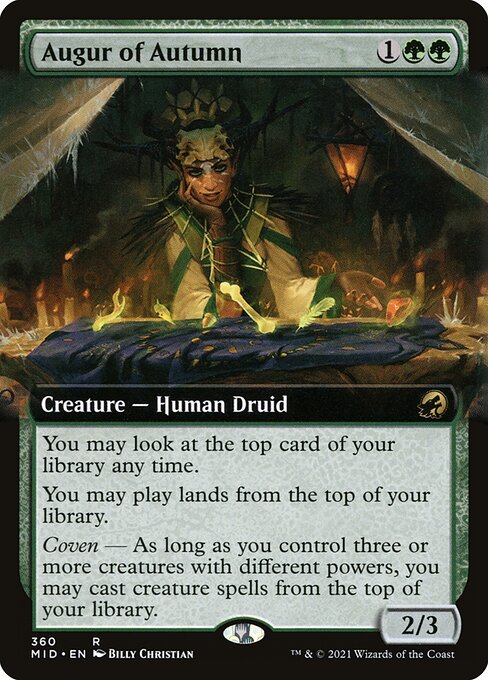 Augur of Autumn 1
Creature — Human Druid
You may look at the top card of your
library any time.
You may play lands from the top of your
library.
Coven — As long as you control three or
more creatures with different powers, you
may cast creature spells from the top of
your library.
2/3
360 R
MID • EN Billy Christian
™ & © 2021 Wizards of the Coast